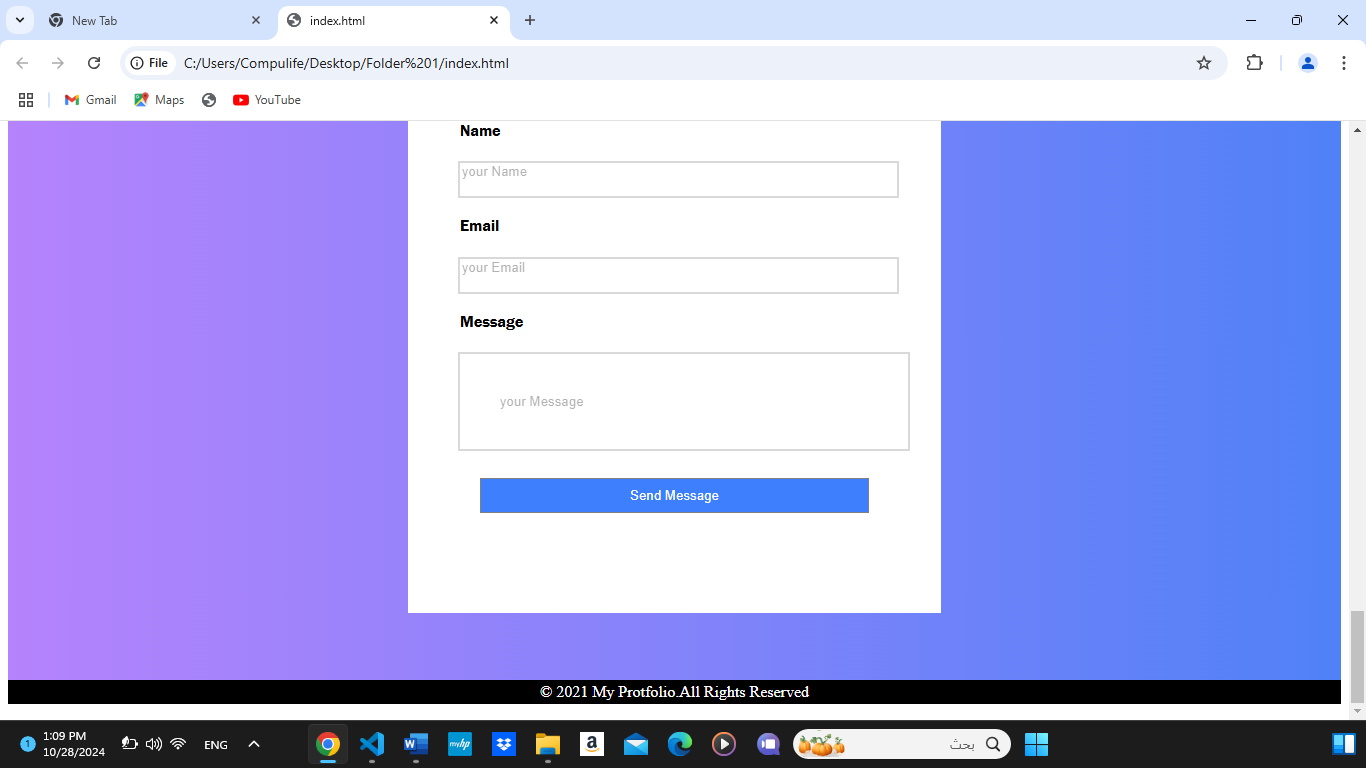 New Tab
index.html
File
C:/Users/Compulife/Desktop/Folder%201/index.html
Gmail
Maps
YouTube
Name
your Name
Email
your Email
Message
your Message
Send Message
© 2021 My Protfolio.All Rights Reserved
1
1:09 PM
10/28/2024
ENG
W
myhp
a
بحث